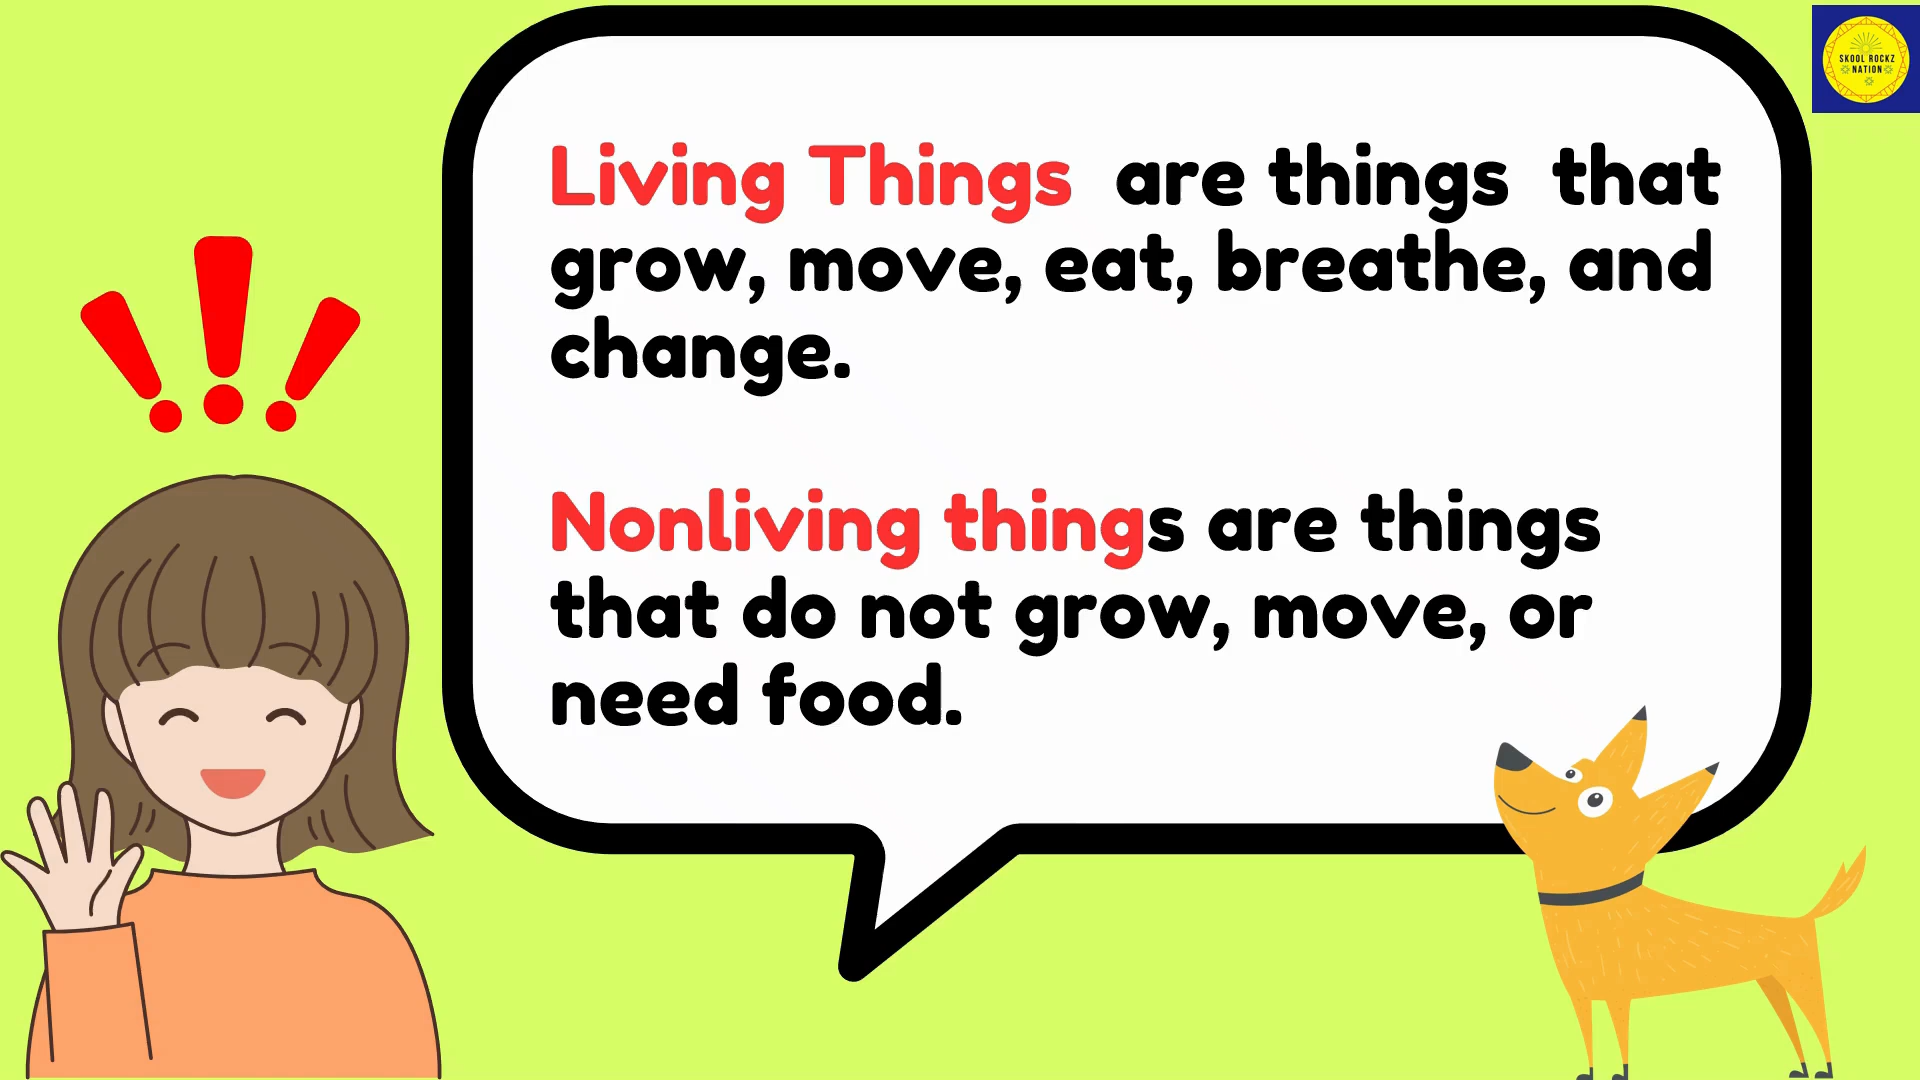 SKOOL ROCKZ
NATION
Living Things are things that
grow, move, eat, breathe, and
change.
Nonliving things are things
that do not grow, move, or
need food.